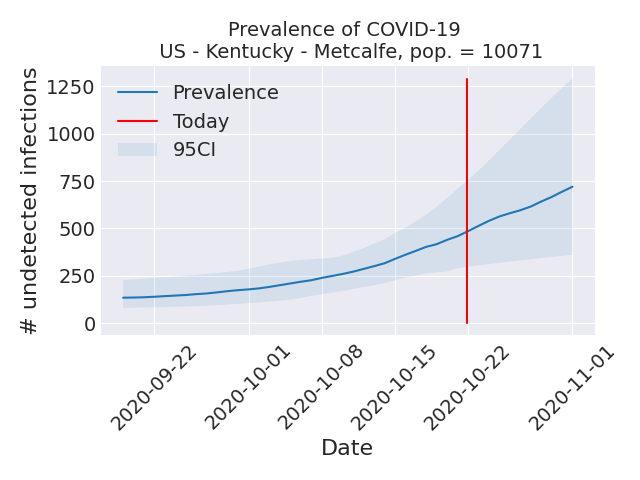 Prevalence of COVID-19
US - Kentucky - Metcalfe, pop. = 10071
# undetected infections
1250
1000
750
500
250
0
Prevalence
Today
95CI
2020-09-22
2020-10-01
2020-10-08
2020-10-15
2020-10-22
2020-11-01
Date